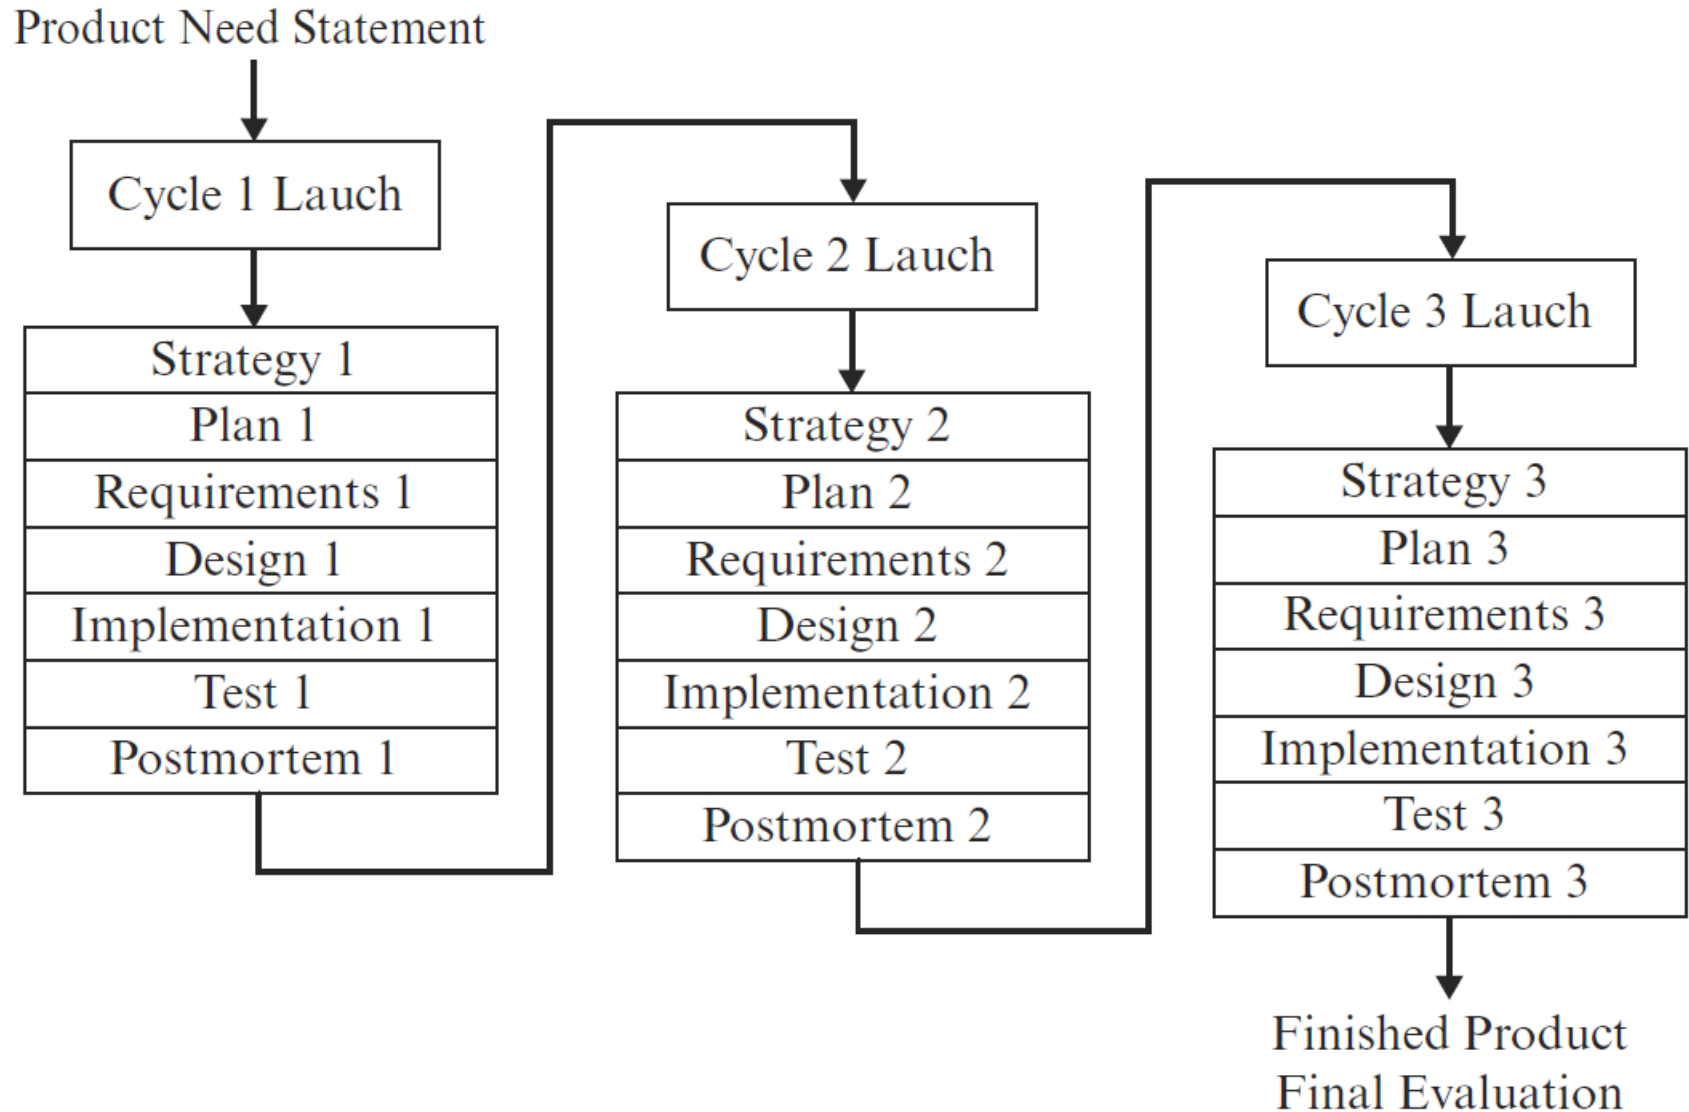 Product Need Statement
Cycle 1 Lauch
Strategy 1
Plan 1
Requirements 1
Design 1
Implementation 1
Test 1
Postmortem 1
Cycle 2 Lauch
Strategy 2
Plan 2
Requirements 2
Design 2
Implementation 2
Test 2
Postmortem 2
Cycle 3 Lauch
Strategy 3
Plan 3
Requirements 3
Design 3
Implementation 3
Test 3
Postmortem 3
Finished Product
Final Evaluation